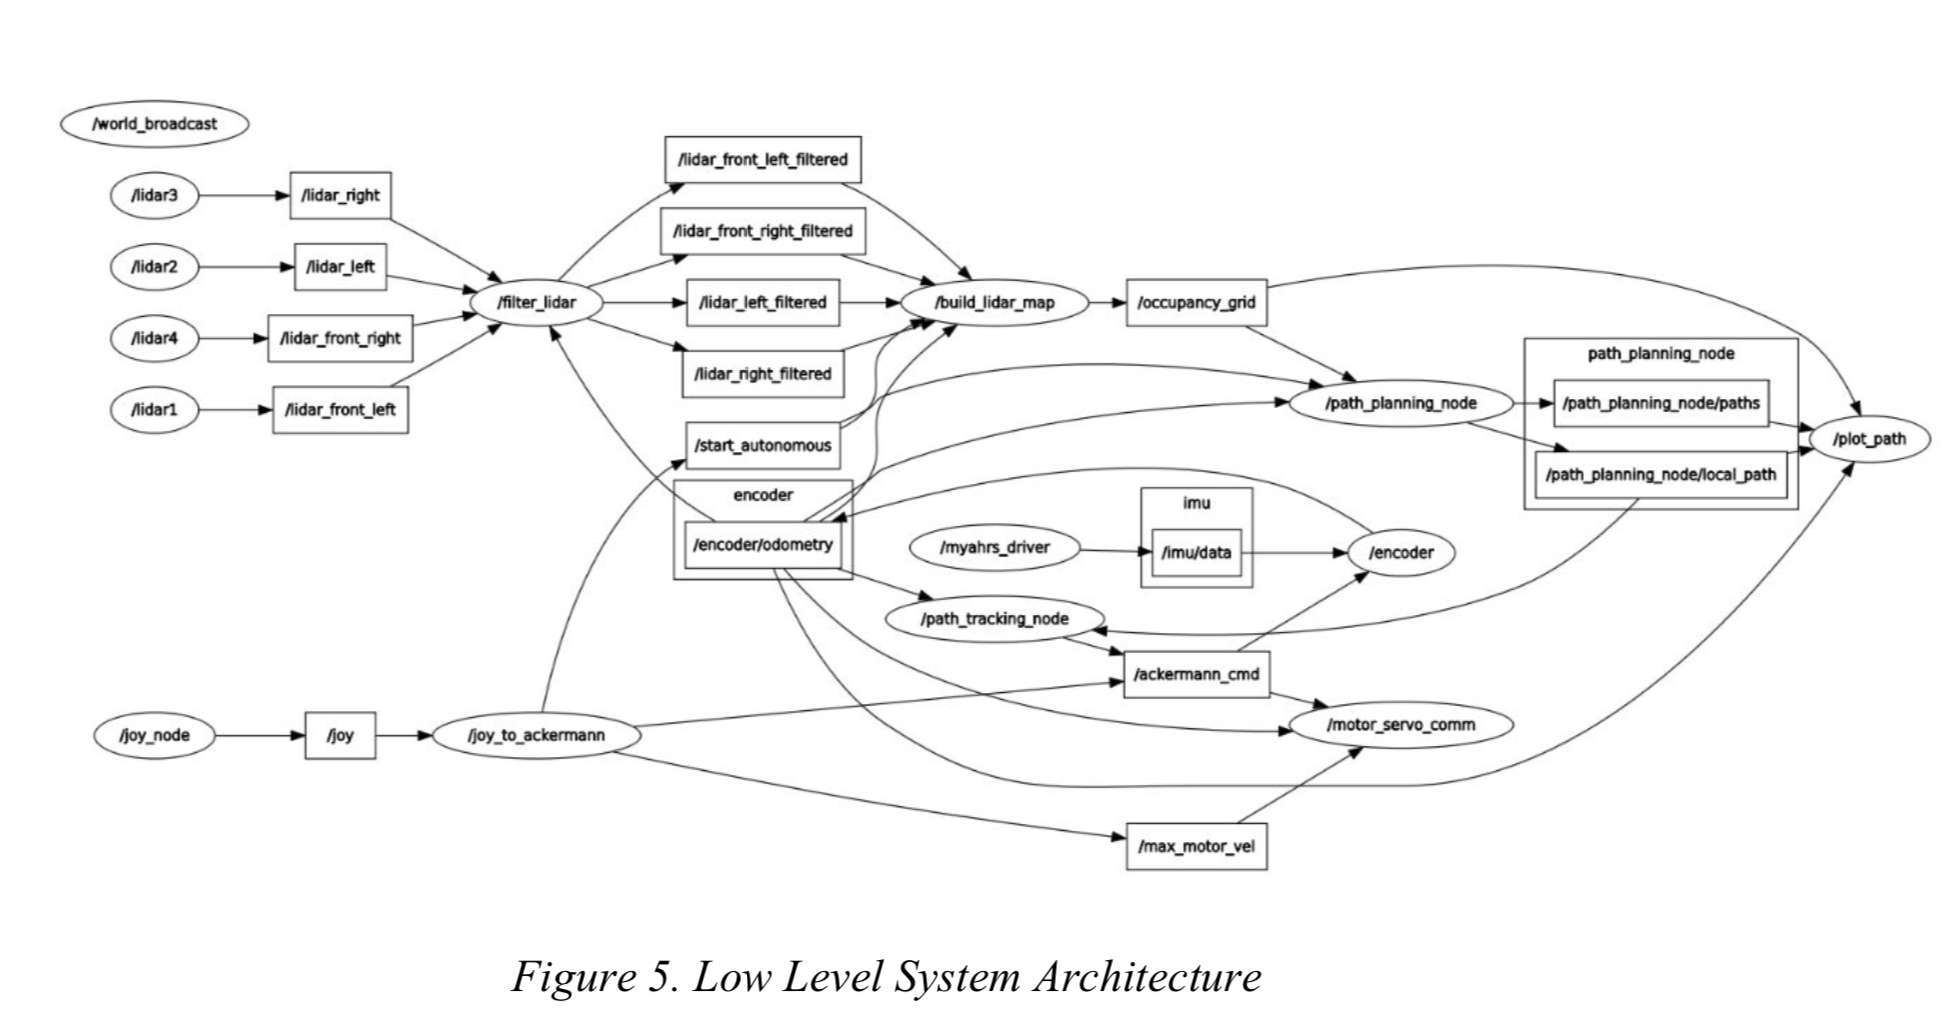 /world_broadcast
/lidar3
/lidar_right
/lidar2
/lidar_left
/lidar4
/lidar_front_right
/lidar1
/lidar_front_left
/filter_lidar
/lidar_front_left_filtered
/lidar_front_right_filtered
/lidar_left_filtered
/lidar_right_filtered
/start_autonomous
encoder
/encoder/odometry
/build_lidar_map
/occupancy_grid
/path_planning_node
path_planning_node
/path_planning_node/paths
/path_planning_node/local_path
/plot_path
/myahrs_driver
imu
/imu/data
/encoder
/path_tracking_node
/ackermann_cmd
/motor_servo_comm
/joy_node
/joy
/joy_to_ackermann
/max_motor_vel
Figure 5. Low Level System Architecture